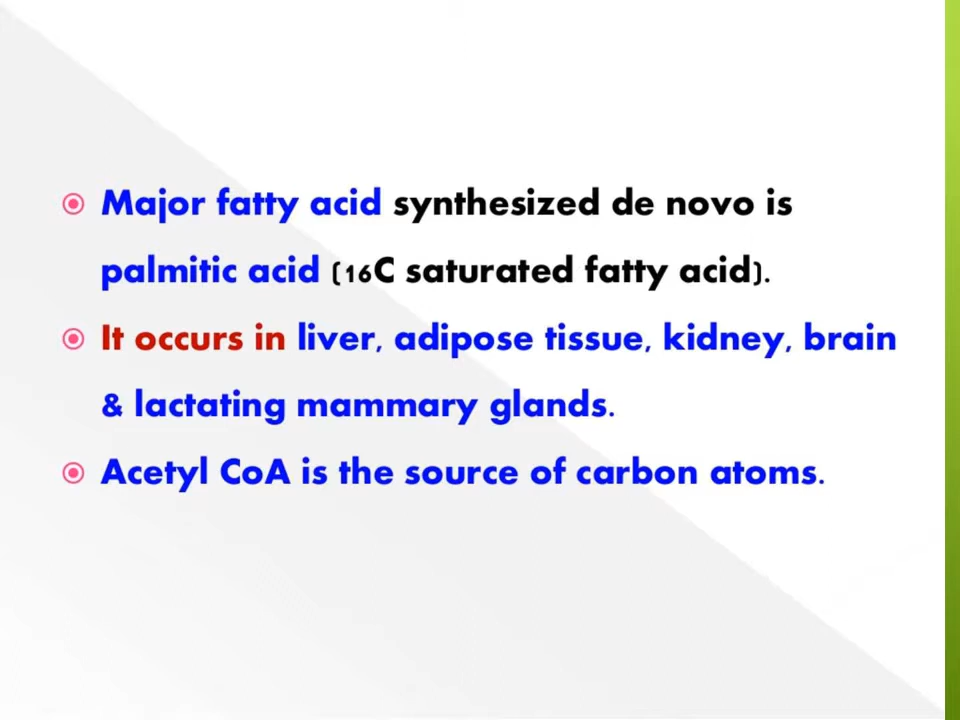 Major fatty acid synthesized de novo is
palmitic acid (16C saturated fatty acid).
It occurs in liver, adipose tissue, kidney, brain
& lactating mammary glands.
Acetyl CoA is the source of carbon atoms.